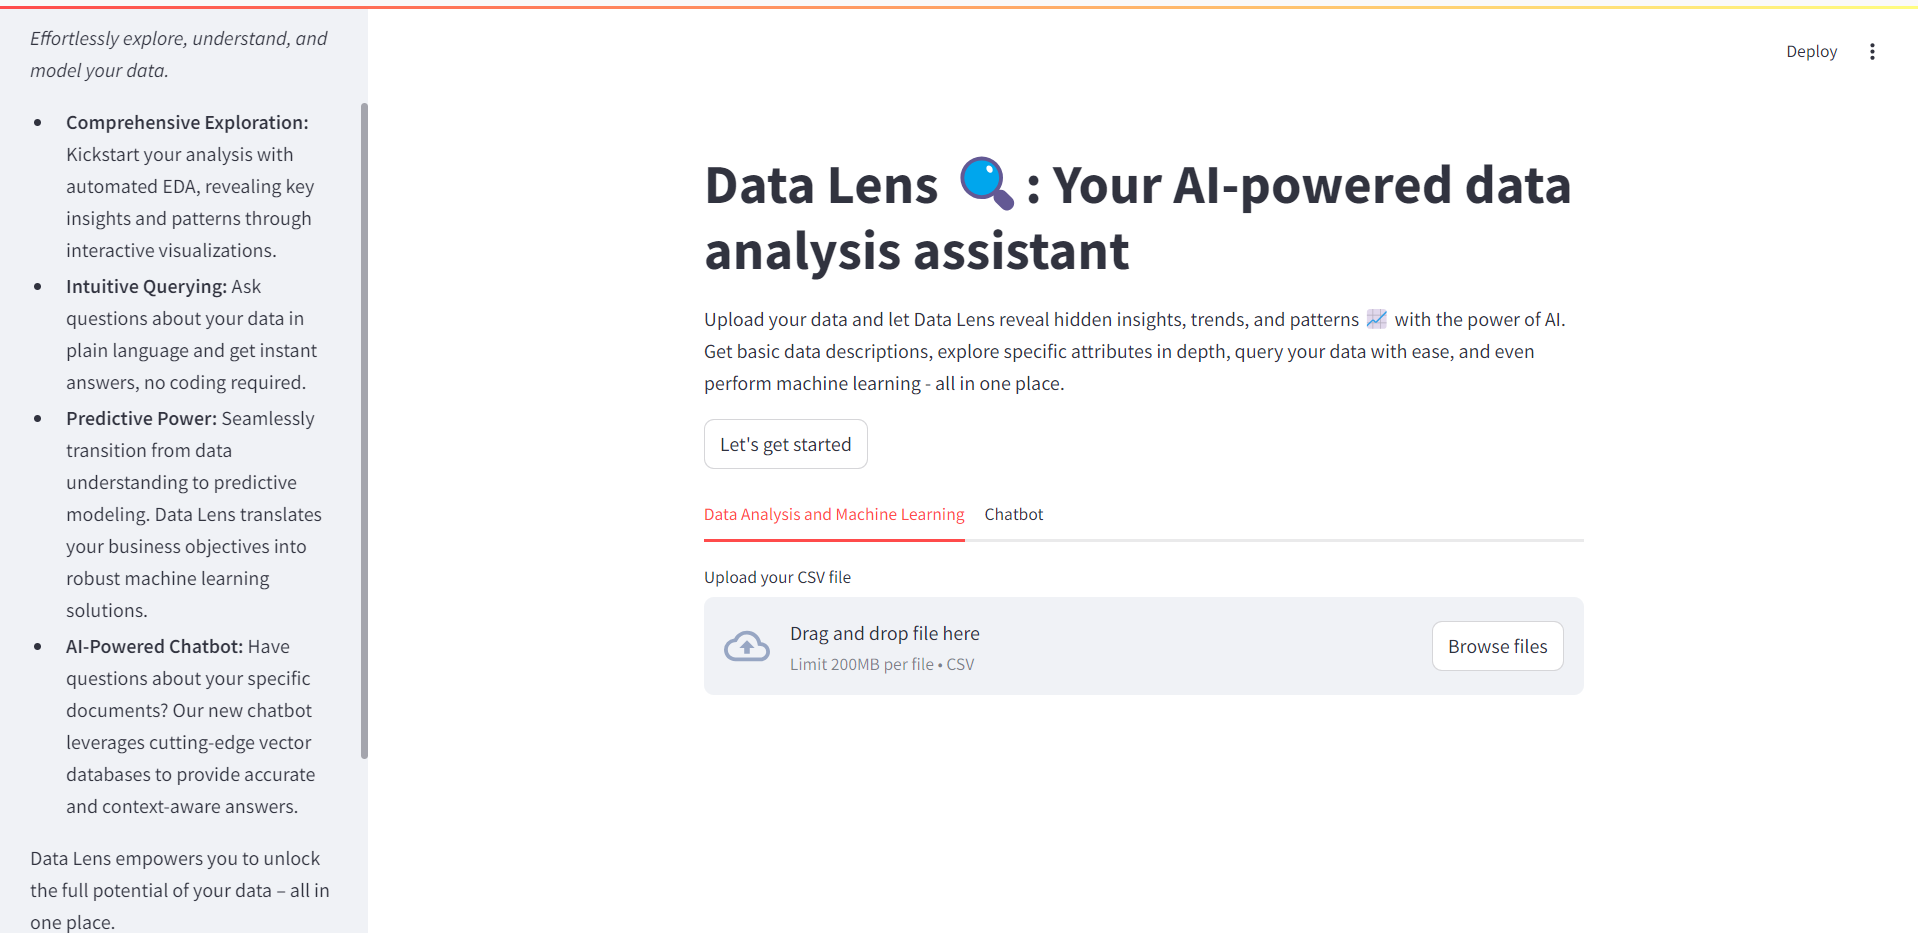 Effortlessly explore, understand, and
model your data.
Comprehensive Exploration:
Kickstart your analysis with
automated EDA, revealing key
insights and patterns through
interactive visualizations.
Intuitive Querying: Ask
questions about your data in
plain language and get instant
answers, no coding required.
Predictive Power: Seamlessly
transition from data
understanding to predictive
modeling. Data Lens translates
your business objectives into
robust machine learning
solutions.
AI-Powered Chatbot: Have
questions about your specific
documents? Our new chatbot
leverages cutting-edge vector
databases to provide accurate
and context-aware answers.
Data Lens empowers you to unlock
the full potential of your data – all in
one place.
Deploy
Data Lens 🔍 : Your AI-powered data
analysis assistant
Upload your data and let Data Lens reveal hidden insights, trends, and patterns 📈 with the power of AI.
Get basic data descriptions, explore specific attributes in depth, query your data with ease, and even
perform machine learning - all in one place.
Let's get started
Data Analysis and Machine Learning
Chatbot
Upload your CSV file
Drag and drop file here
Limit 200MB per file • CSV
Browse files